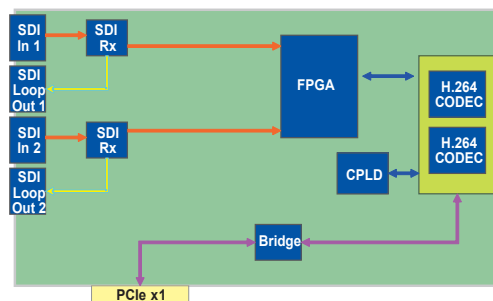 SDI
In 1
SDI
Rx
SDI
Loop
Out 1
FPGA
H.264
CODEC
SDI
In 2
SDI
Rx
H.264
CODEC
SDI
Loop
Out 2
CPLD
Bridge
PCIe x1